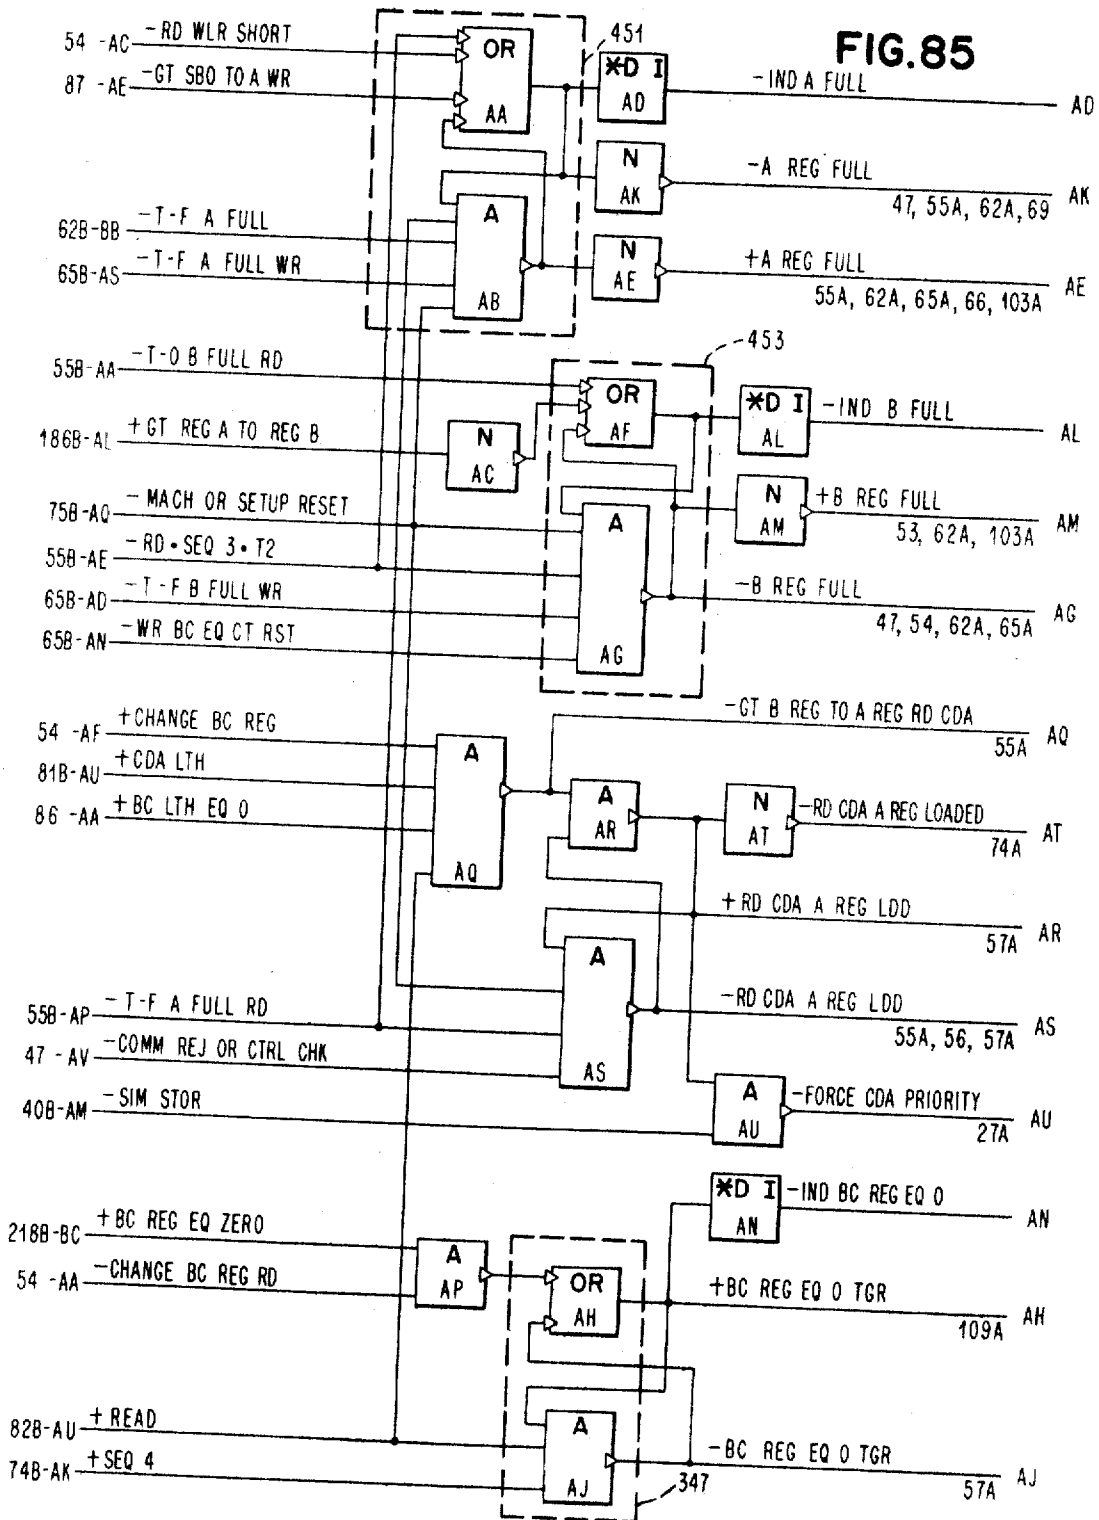 FIG.85
54 -AC -RD WLR SHORT
87 -AE -GT SBO TO A WR
OR
AA
451
*D I
AD
-IND A FULL
AD
N
AK
-A REG FULL
47, 55A, 62A, 69
AK
62B-BB -T-F A FULL
65B-AS -T-F A FULL WR
A
AB
N
AE
+A REG FULL
55A, 62A, 65A, 66, 103A
AE
453
55B-AA -T-O B FULL RD
186B-AL +GT REG A TO REG B
N
AC
OR
AF
*D I
AL
-IND B FULL
AL
75B-AQ -MACH OR SETUP RESET
55B-AE -RD•SEQ 3•T2
65B-AD -T-F B FULL WR
65B-AN -WR BC EQ CT RST
A
AG
N
AM
+B REG FULL
53, 62A, 103A
AM
-B REG FULL
47, 54, 62A, 65A
AG
54 -AF +CHANGE BC REG
81B-AU +CDA LTH
86 -AA +BC LTH EQ 0
A
AQ
-GT B REG TO A REG RD CDA
55A
AQ
A
AR
N
AT
-RD CDA A REG LOADED
74A
AT
+RD CDA A REG LDD
57A
AR
55B-AP -T-F A FULL RD
47 -AV -COMM REJ OR CTRL CHK
40B-AM -SIM STOR
A
AS
-RD CDA A REG LDD
55A, 56, 57A
AS
A
AU
-FORCE CDA PRIORITY
27A
AU
218B-BC +BC REG EQ ZERO
54 -AA -CHANGE BC REG RD
A
AP
OR
AH
*D I
AN
-IND BC REG EQ 0
AN
+BC REG EQ 0 TGR
109A
AH
82B-AU +READ
74B-AK +SEQ 4
A
AJ
347
-BC REG EQ 0 TGR
57A
AJ